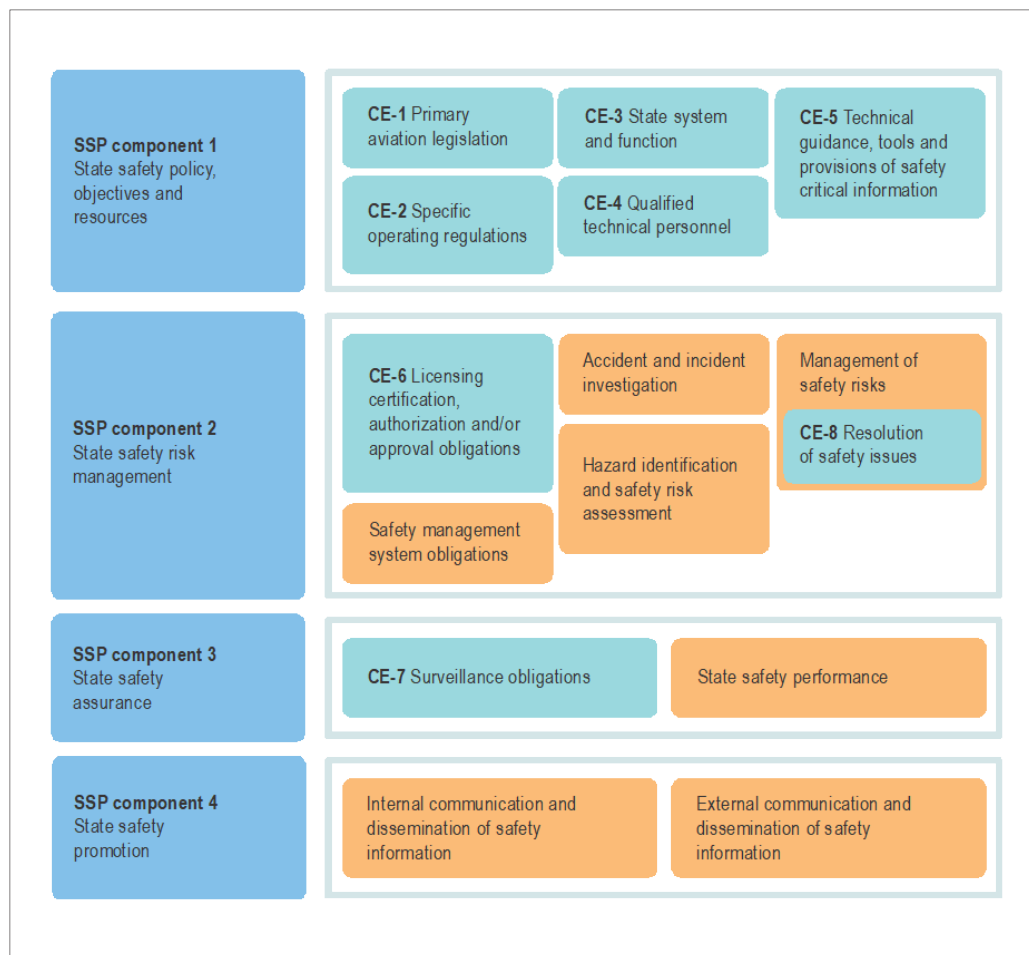 SSP component 1
State safety policy,
objectives and
resources
CE-1 Primary
aviation legislation
CE-2 Specific
operating regulations
CE-3 State system
and function
CE-4 Qualified
technical personnel
CE-5 Technical
guidance, tools and
provisions of safety
critical information
SSP component 2
State safety risk
management
CE-6 Licensing
certification,
authorization and/or
approval obligations
Safety management
system obligations
Accident and incident
investigation
Hazard identification
and safety risk
assessment
Management of
safety risks
CE-8 Resolution
of safety issues
SSP component 3
State safety
assurance
CE-7 Surveillance obligations
State safety performance
SSP component 4
State safety
promotion
Internal communication and
dissemination of safety
information
External communication and
dissemination of safety
information